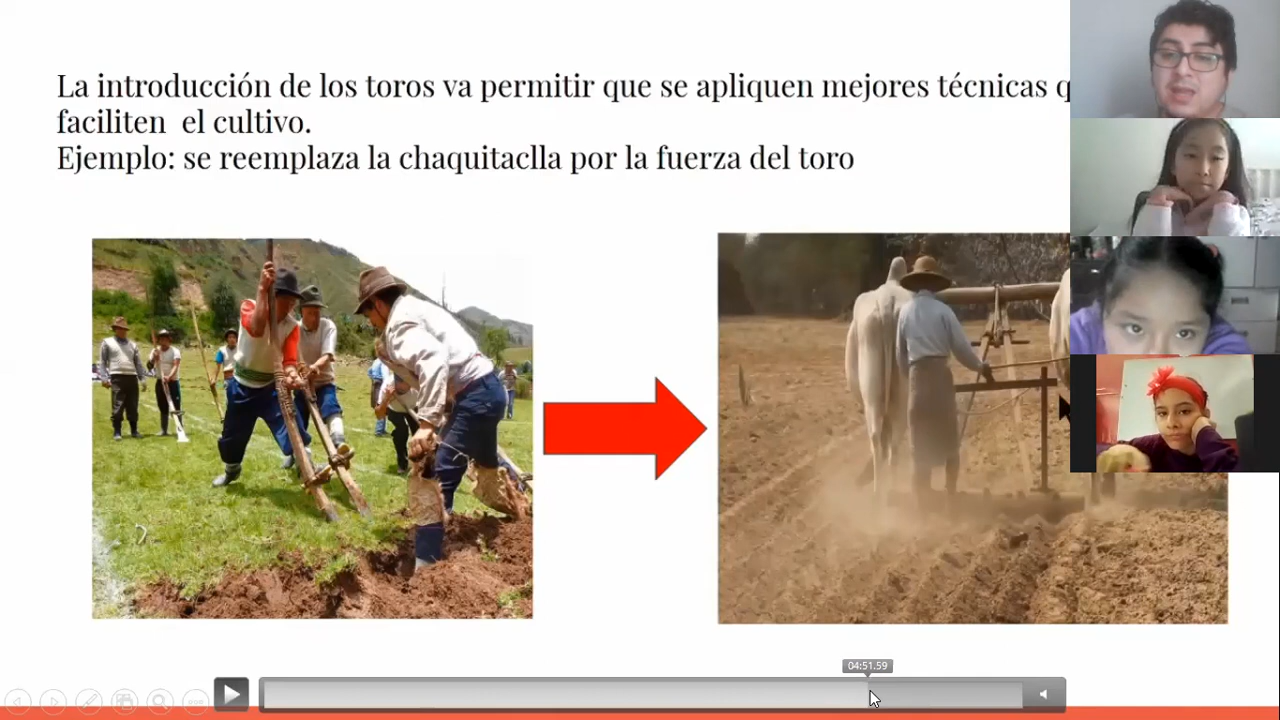 La introducción de los toros va permitir que se apliquen mejores técnicas
faciliten el cultivo.
Ejemplo: se reemplaza la chaquitaclla por la fuerza del toro
04:51.59